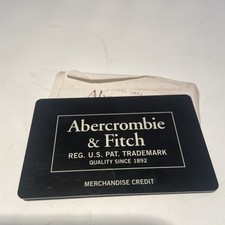 Abercrombie
& Fitch
REG. U.S. PAT. TRADEMARK
QUALITY SINCE 1892
MERCHANDISE CREDIT